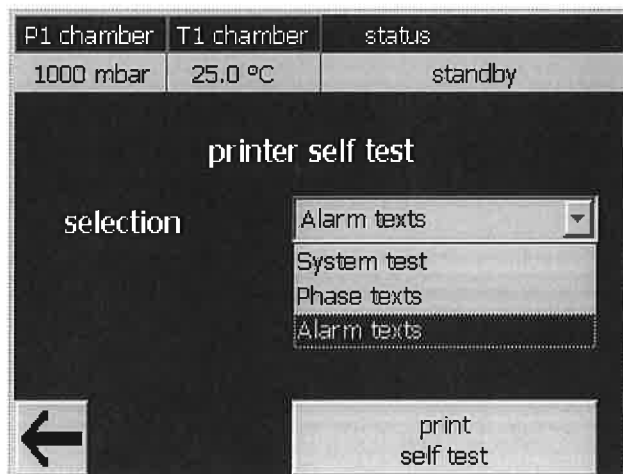 P1 chamber T1 chamber status
1000 mbar 25.0 ºC standby
printer self test
selection Alarm texts
System test
Phase texts
Alarm texts
print
self test